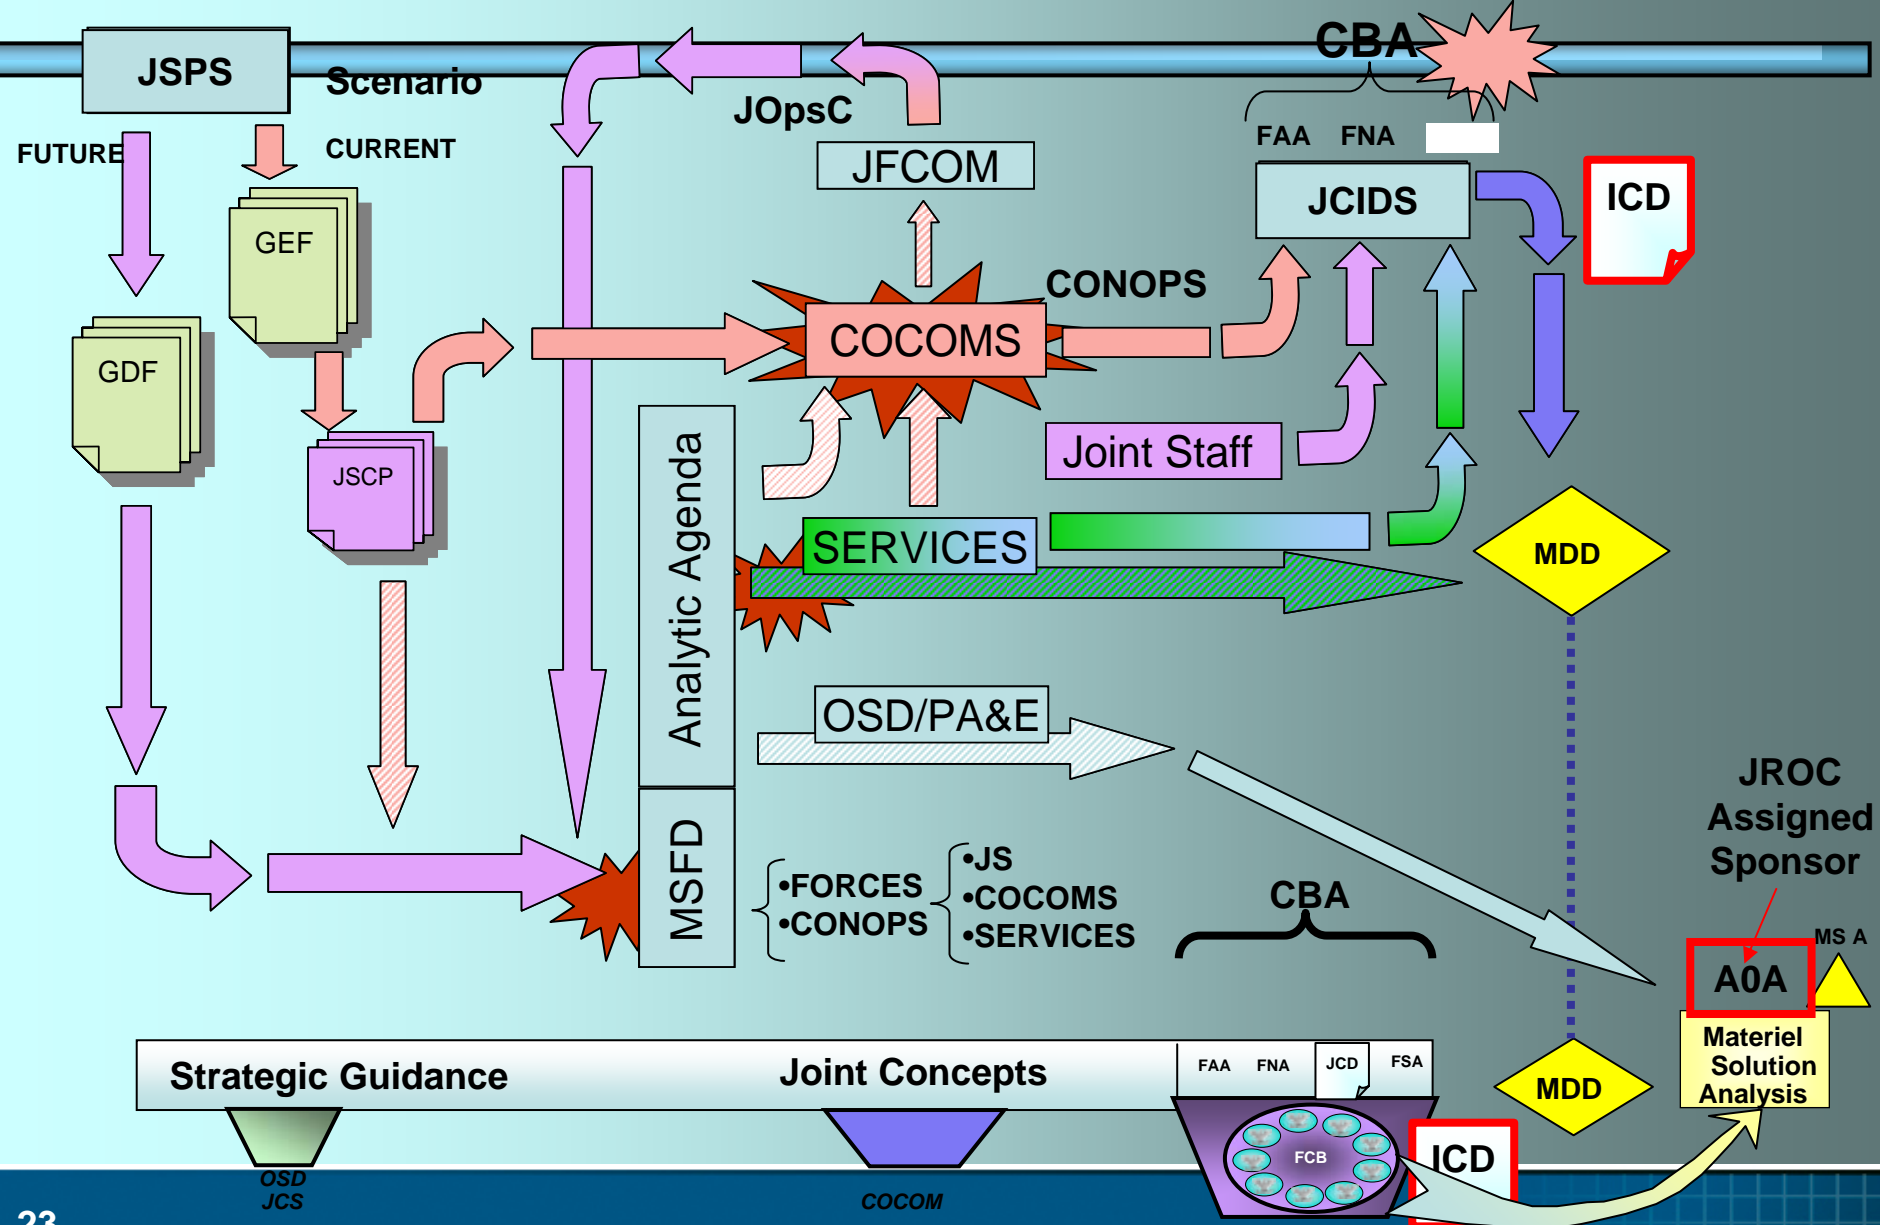 CBA
JSPS
Scenario
JOpsC
FUTURE
CURRENT
FAA
FNA
JFCOM
JCIDS
ICD
GEF
CONOPS
COCOMS
GDF
Joint Staff
JSCP
Analytic Agenda
SERVICES
MDD
OSD/PA&E
JROC
Assigned
Sponsor
MSFD
•FORCES
•CONOPS
•JS
•COCOMS
•SERVICES
CBA
MS A
A0A
Materiel
Solution
Analysis
Strategic Guidance
Joint Concepts
FAA
FNA
JCD
FSA
MDD
FCB
ICD
OSD
JCS
COCOM
23